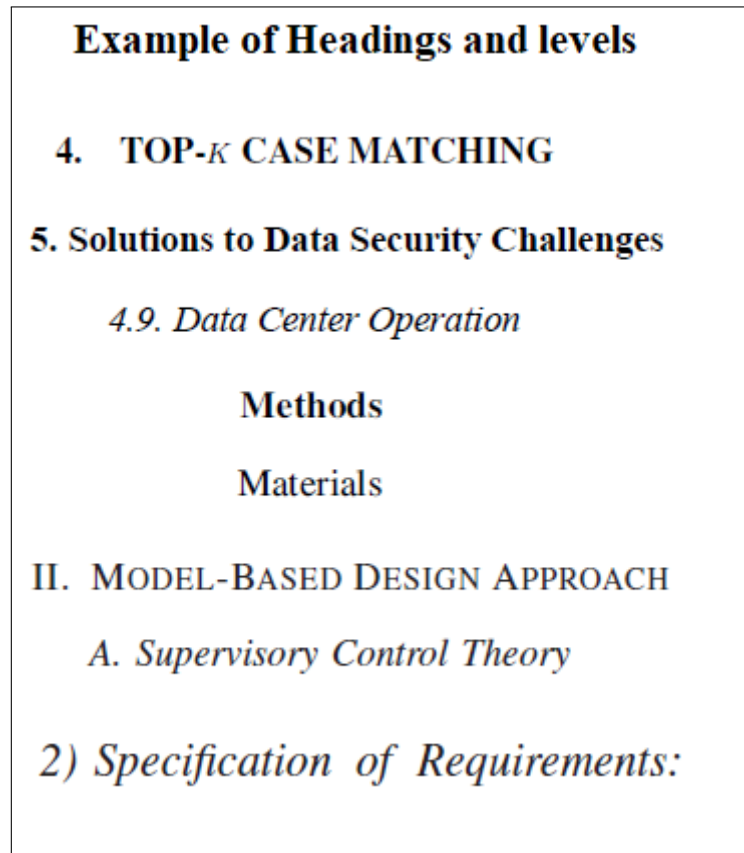 Example of Headings and levels
4. TOP-K CASE MATCHING
5. Solutions to Data Security Challenges
4.9. Data Center Operation
Methods
Materials
II. MODEL-BASED DESIGN APPROACH
A. Supervisory Control Theory
2) Specification of Requirements: